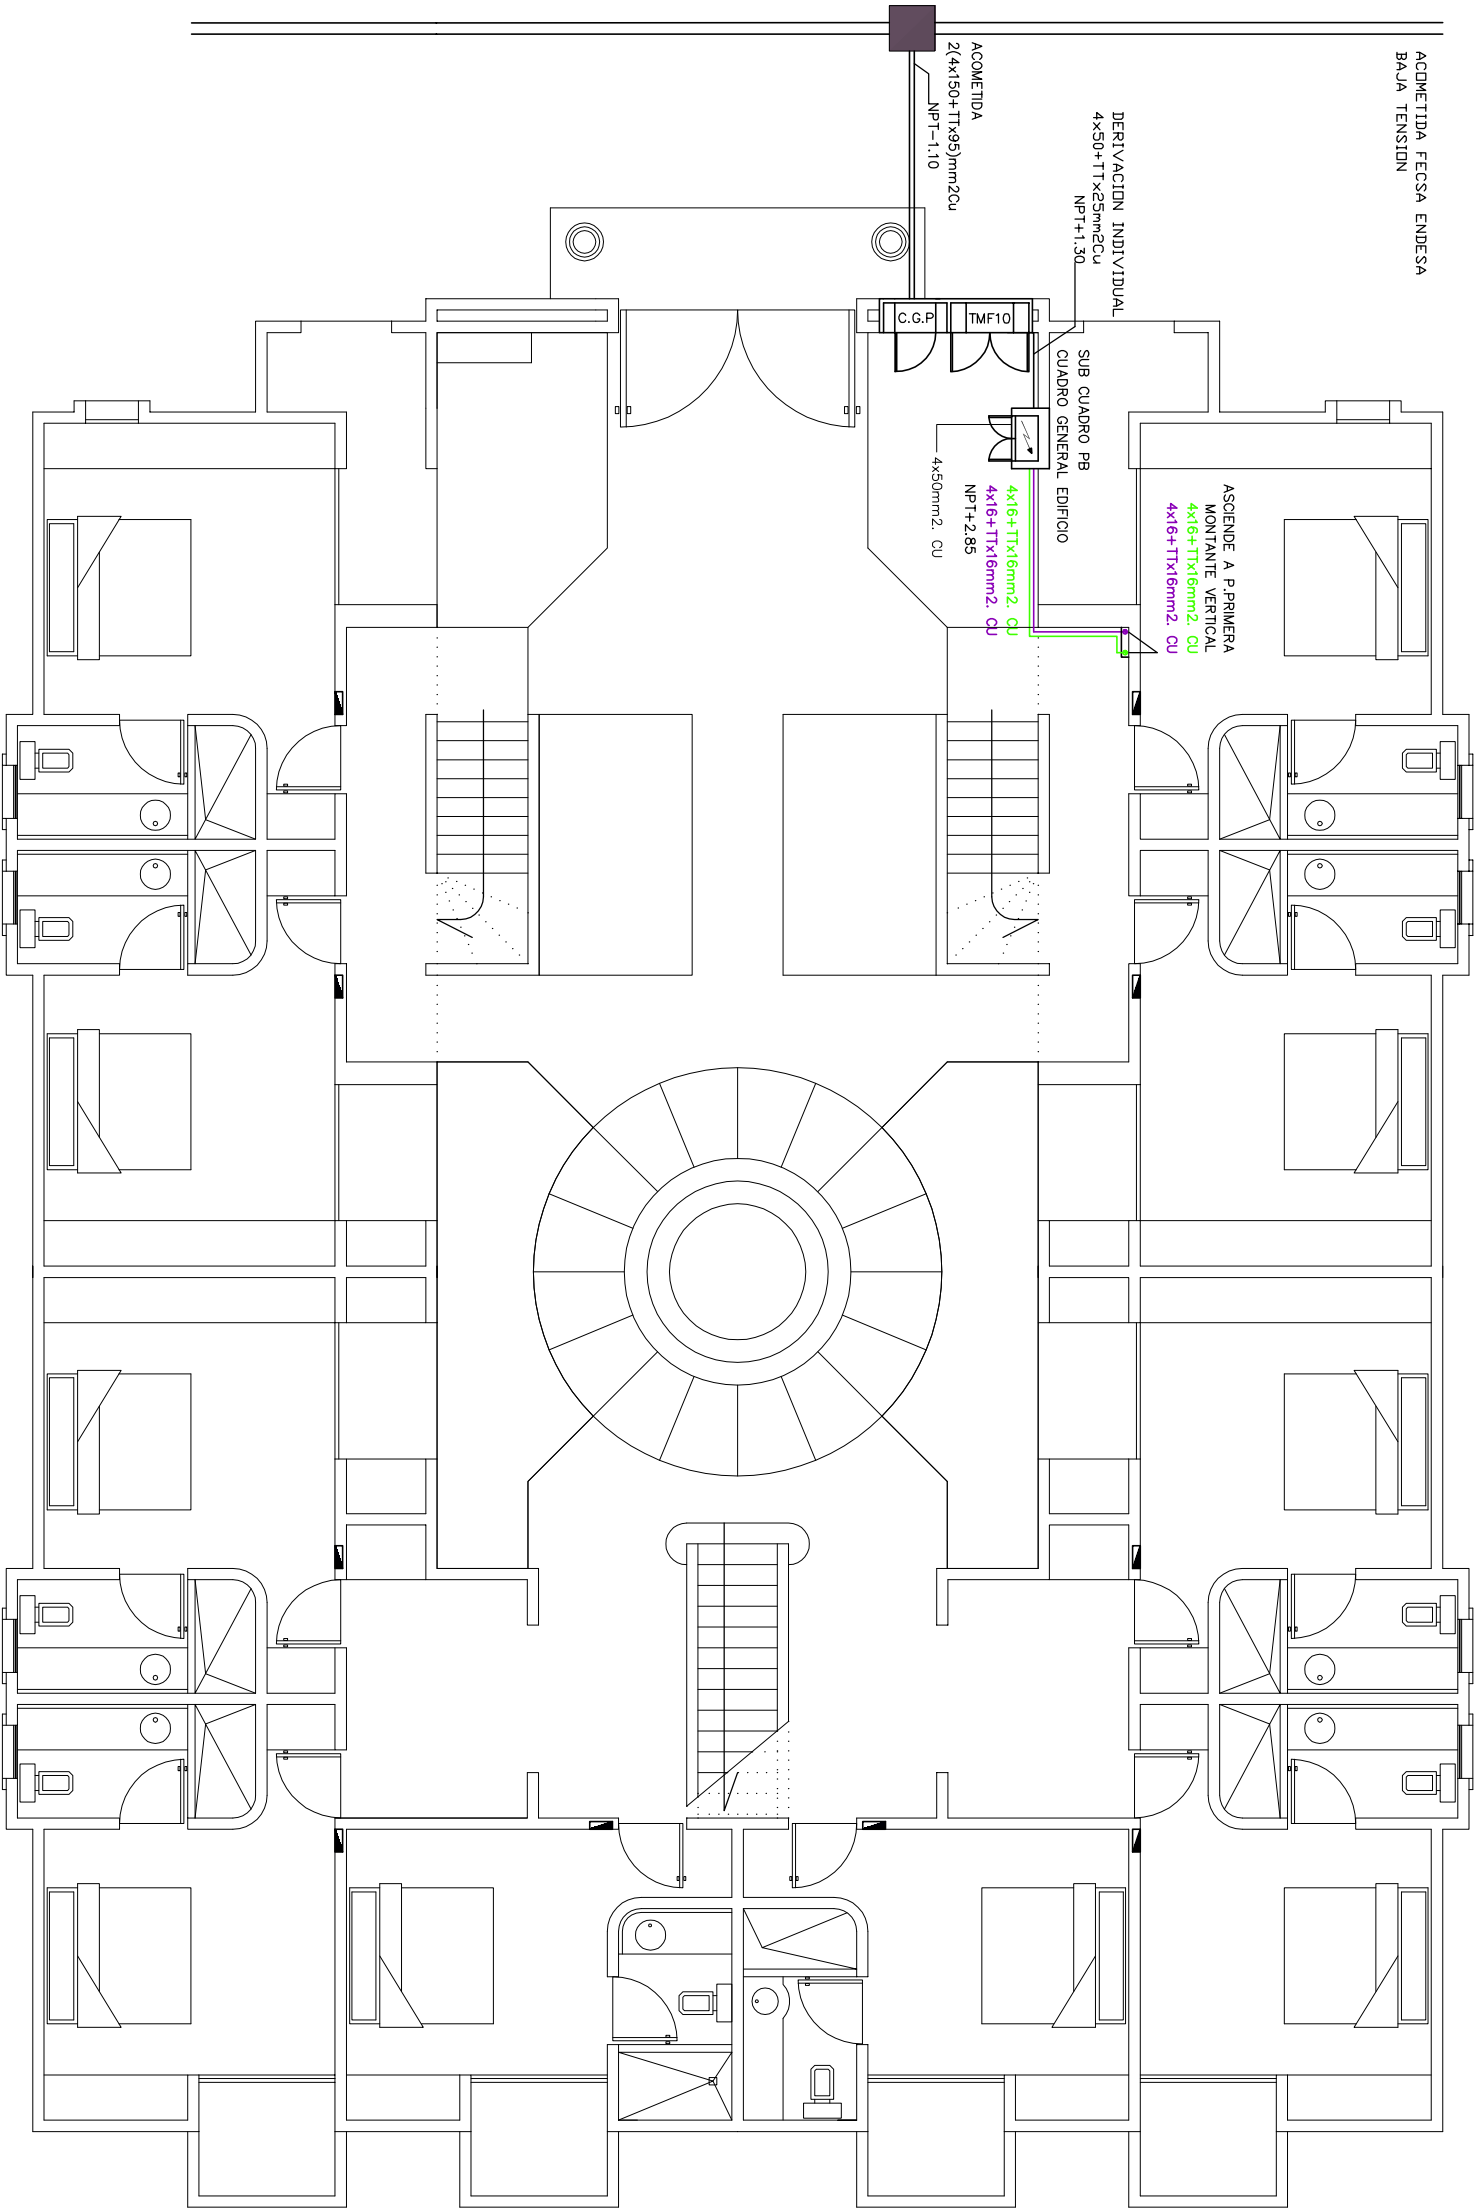 ACOMETIDA FECSA ENDESA
BAJA TENSION
ACOMETIDA
2(4x150+TTx95)mm2Cu
NPT-1.10
DERIVACION INDIVIDUAL
4x50+TTx25mm2Cu
NPT+1.30
C.G.P
TMF10
SUB CUADRO PB
CUADRO GENERAL EDIFICIO
4x50mm2. CU
4x16+TTx16mm2. CU
4x16+TTx16mm2. CU
NPT+2.85
ASCIENDE A P.PRIMERA
MONTANTE VERTICAL
4x16+TTx16mm2. CU
4x16+TTx16mm2. CU